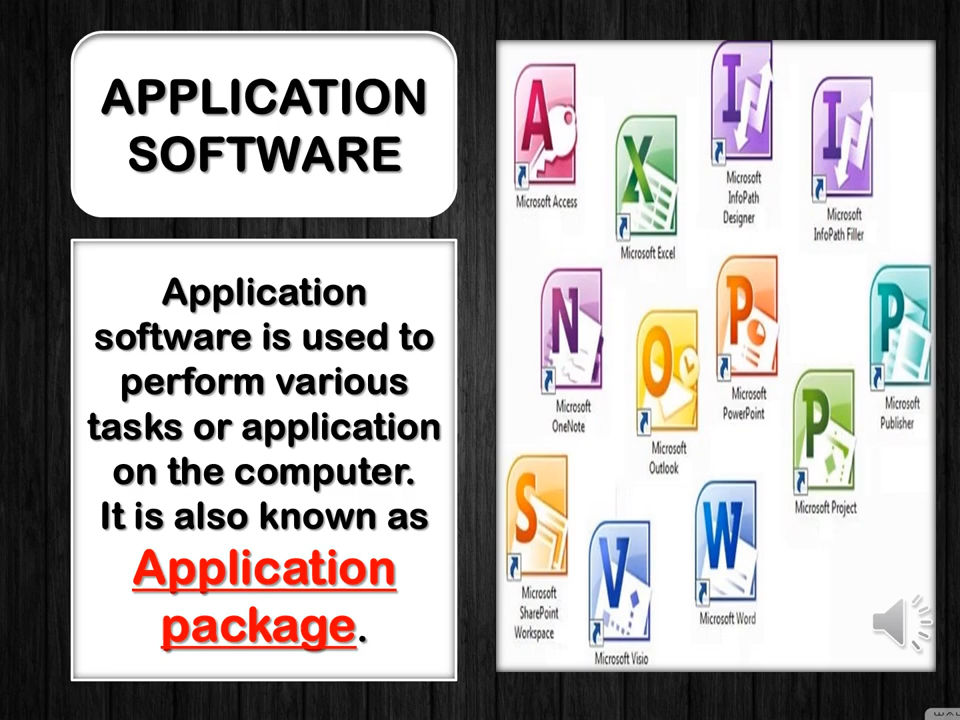 APPLICATION
SOFTWARE
Application
software is used to
perform various
tasks or application
on the computer.
It is also known as
Application
package.
A
Microsoft Access
X
Microsoft Excel
I
Microsoft
InfoPath
Designer
I
Microsoft
InfoPath Filler
N
Microsoft
OneNote
O
Microsoft
Outlook
P
Microsoft
PowerPoint
P
Microsoft
Publisher
P
Microsoft Project
S
Microsoft
SharePoint
Workspace
V
Microsoft Visio
W
Microsoft Word